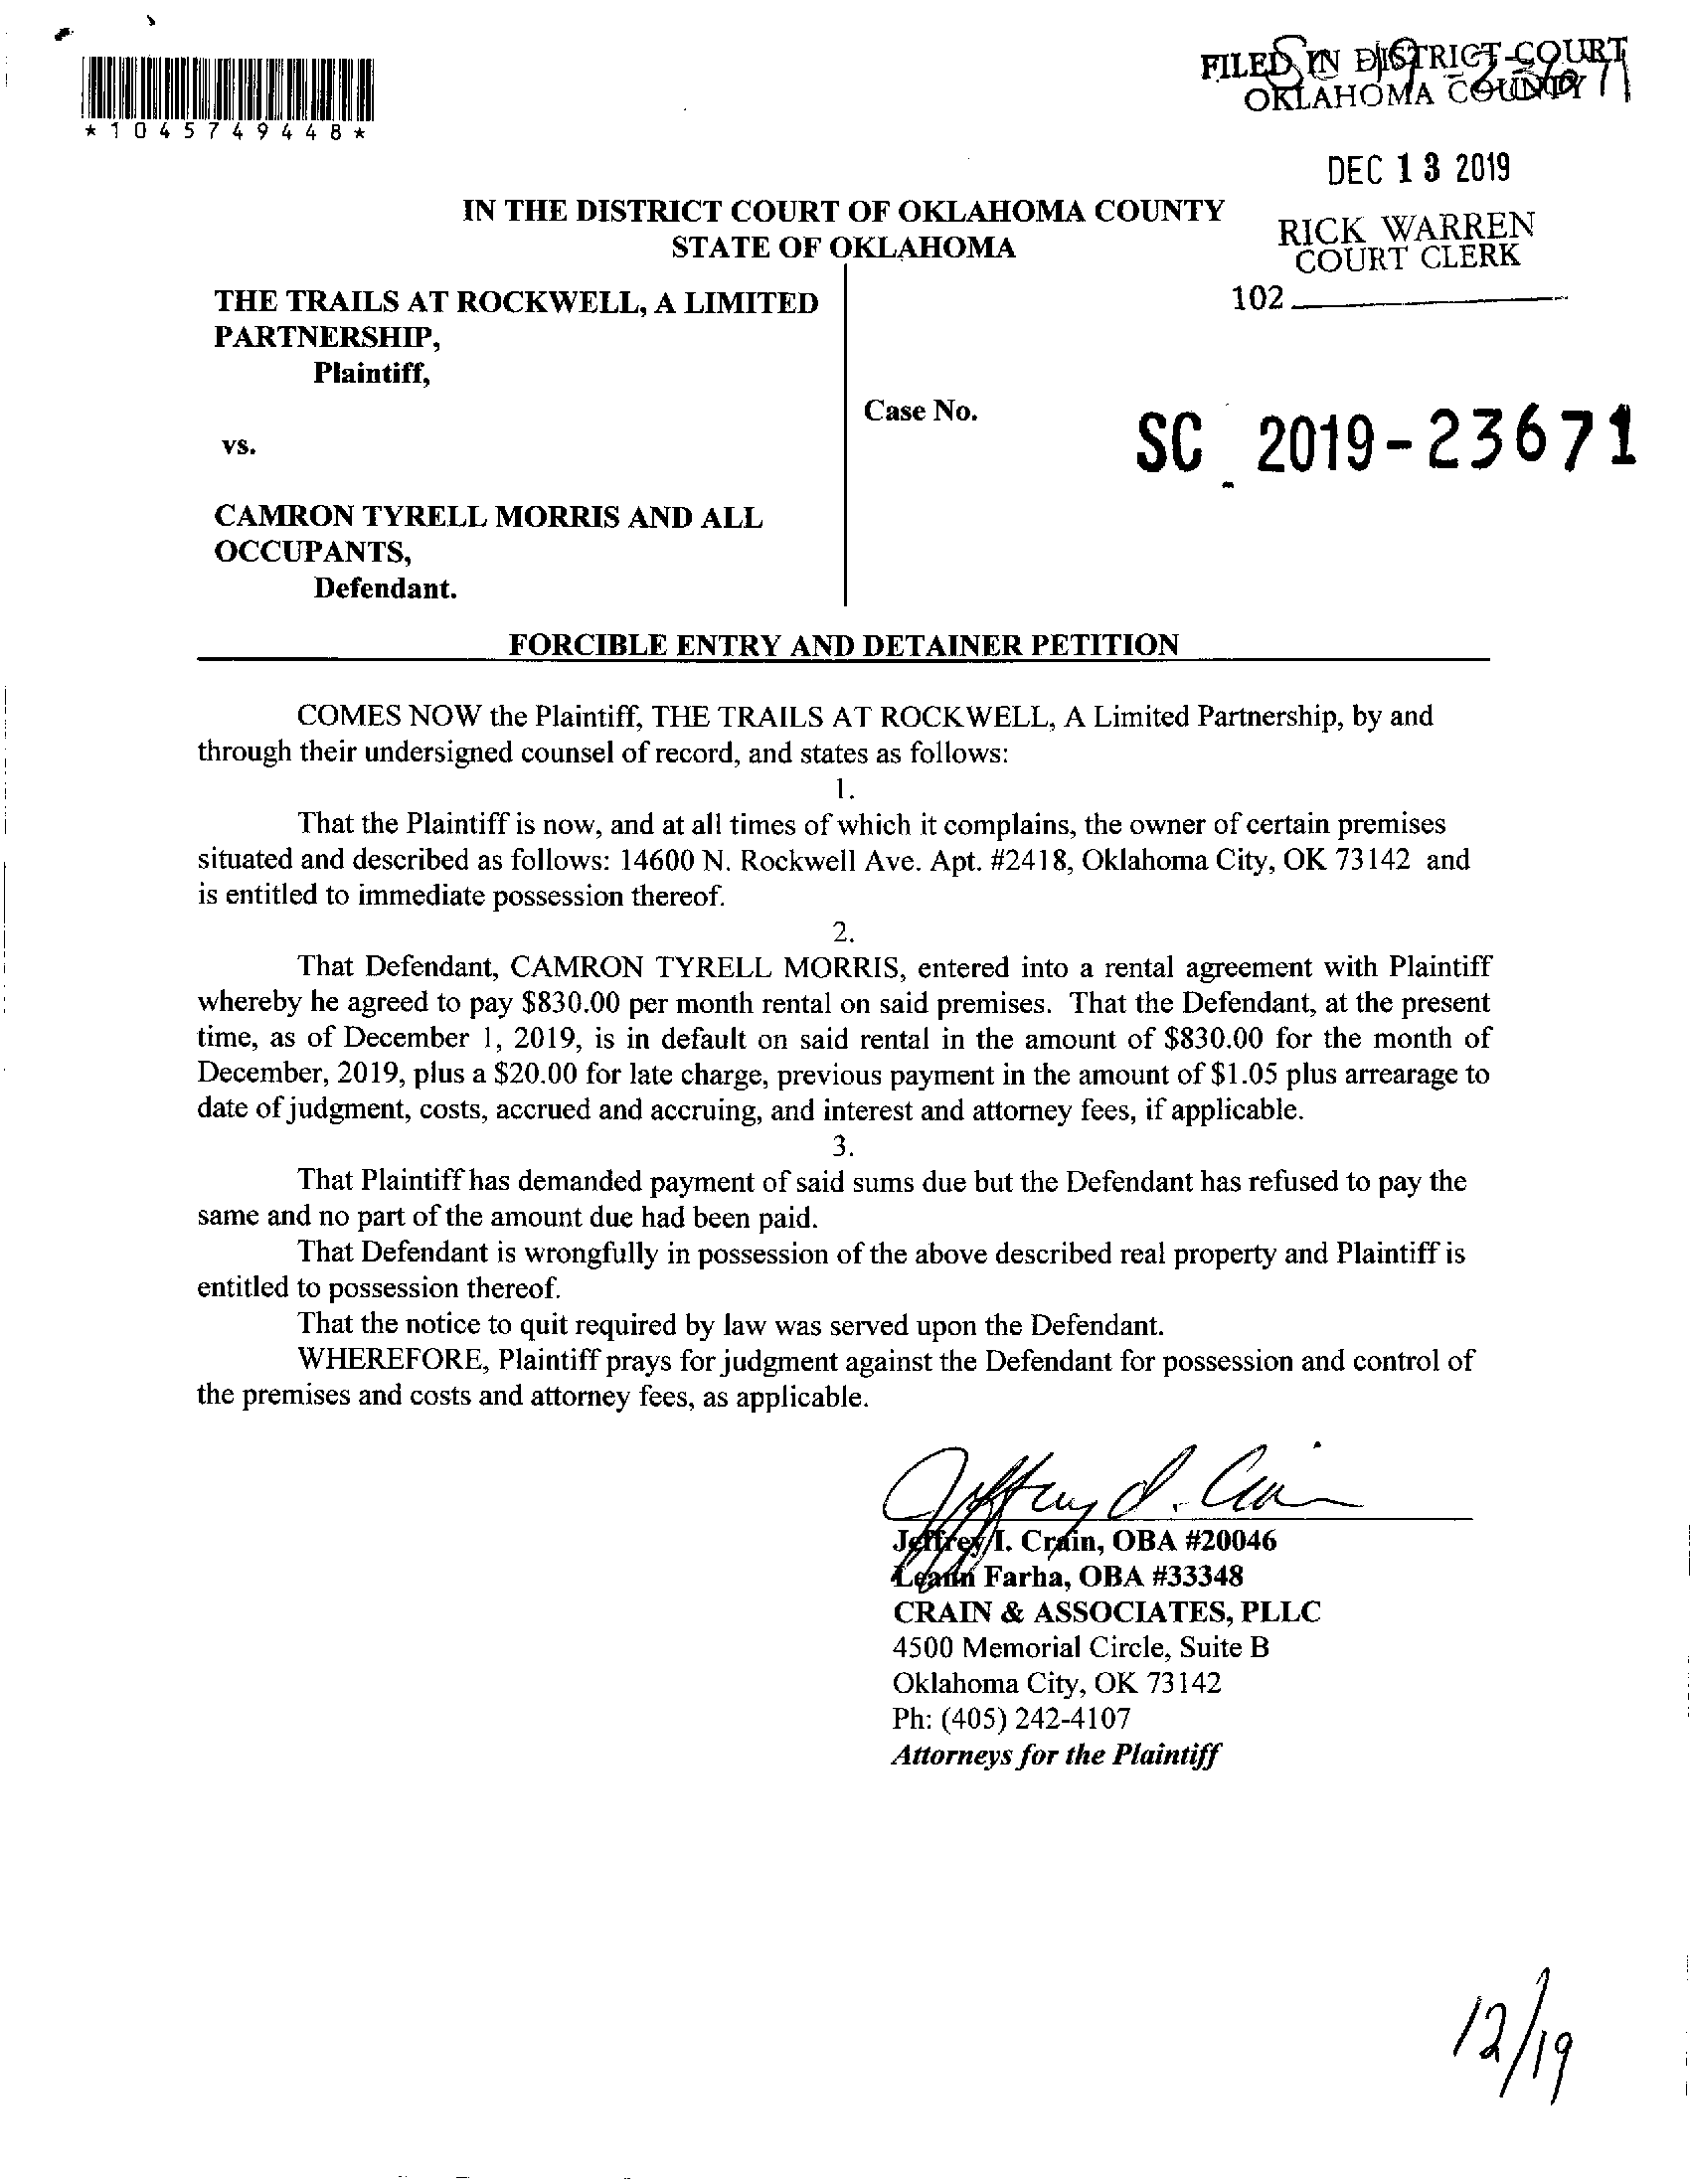 *1045749448*
FILED IN DISTRICT COURT
OKLAHOMA COUNTY
DEC 13 2019
RICK WARREN
COURT CLERK
102
IN THE DISTRICT COURT OF OKLAHOMA COUNTY
STATE OF OKLAHOMA
THE TRAILS AT ROCKWELL, A LIMITED
PARTNERSHIP,
Plaintiff,
Case No.
SC 2019-23671
vs.
CAMRON TYRELL MORRIS AND ALL
OCCUPANTS,
Defendant.
FORCIBLE ENTRY AND DETAINER PETITION
COMES NOW the Plaintiff, THE TRAILS AT ROCKWELL, A Limited Partnership, by and
through their undersigned counsel of record, and states as follows:
1.
That the Plaintiff is now, and at all times of which it complains, the owner of certain premises
situated and described as follows: 14600 N. Rockwell Ave. Apt. #2418, Oklahoma City, OK 73142 and
is entitled to immediate possession thereof.
2.
That Defendant, CAMRON TYRELL MORRIS, entered into a rental agreement with Plaintiff
whereby he agreed to pay $830.00 per month rental on said premises. That the Defendant, at the present
time, as of December 1, 2019, is in default on said rental in the amount of $830.00 for the month of
December, 2019, plus a $20.00 for late charge, previous payment in the amount of $1.05 plus arrearage to
date of judgment, costs, accrued and accruing, and interest and attorney fees, if applicable.
3.
That Plaintiff has demanded payment of said sums due but the Defendant has refused to pay the
same and no part of the amount due had been paid.
That Defendant is wrongfully in possession of the above described real property and Plaintiff is
entitled to possession thereof.
That the notice to quit required by law was served upon the Defendant.
WHEREFORE, Plaintiff prays for judgment against the Defendant for possession and control of
the premises and costs and attorney fees, as applicable.
Jeffrey I. Crain, OBA #20046
Leann Farha, OBA #33348
CRAIN & ASSOCIATES, PLLC
4500 Memorial Circle, Suite B
Oklahoma City, OK 73142
Ph: (405) 242-4107
Attorneys for the Plaintiff
12/19